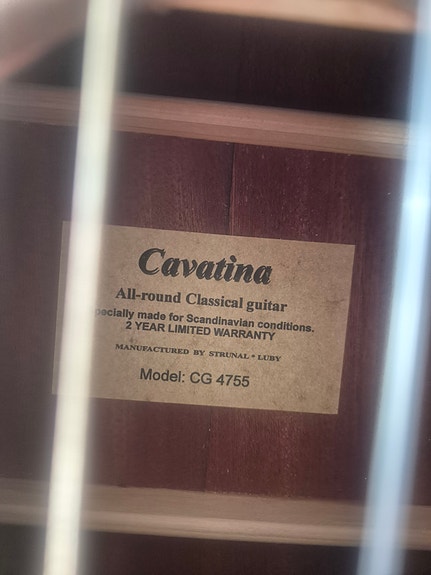 Cavatina
All-round Classical guitar
pecially made for Scandinavian conditions.
2 YEAR LIMITED WARRANTY
MANUFACTURED BY STRUNAL * LUBY
Model: CG 4755